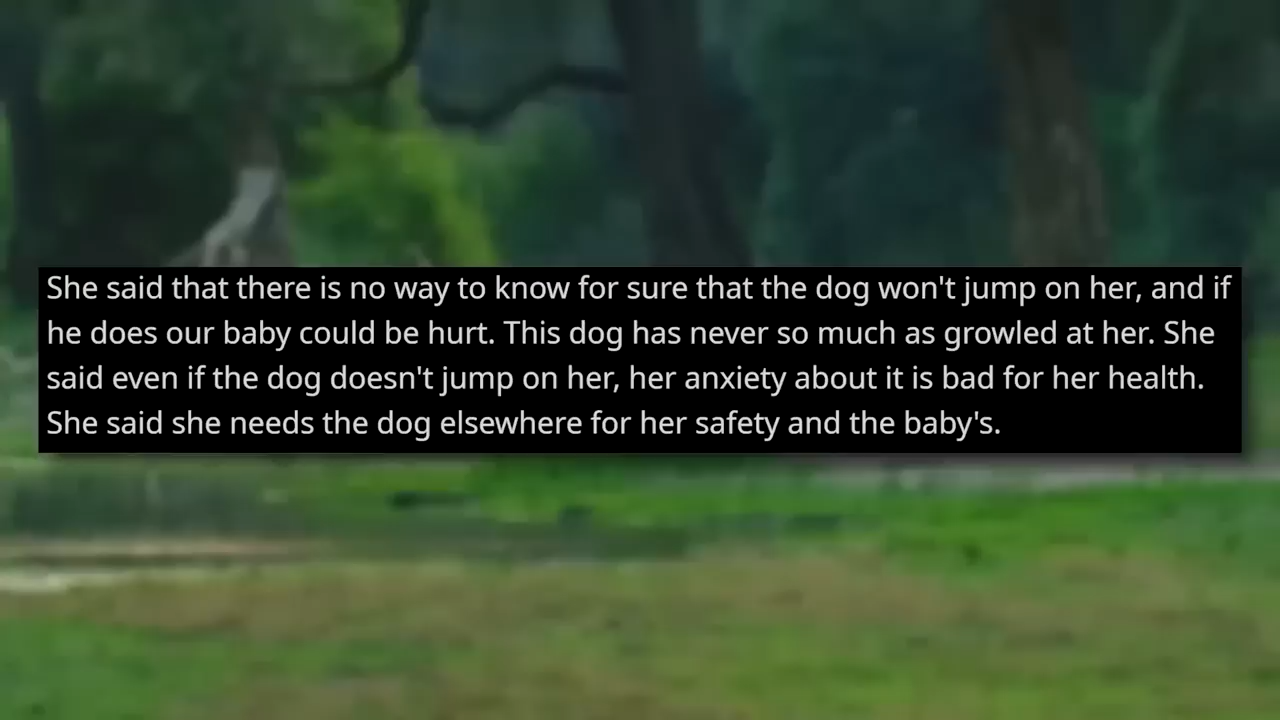 She said that there is no way to know for sure that the dog won't jump on her, and if
he does our baby could be hurt. This dog has never so much as growled at her. She
said even if the dog doesn't jump on her, her anxiety about it is bad for her health.
She said she needs the dog elsewhere for her safety and the baby's.